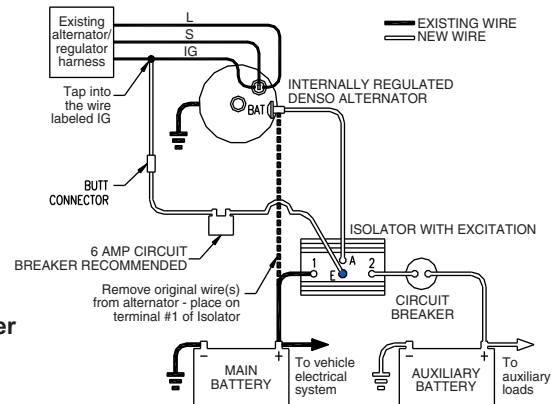 Existing
alternator/
regulator
harness
L
S
IG
EXISTING WIRE
NEW WIRE
Tap into
the wire
labeled IG
INTERNALLY REGULATED
DENSO ALTERNATOR
BAT
BUTT
CONNECTOR
6 AMP CIRCUIT
BREAKER RECOMMENDED
ISOLATOR WITH EXCITATION
1
A
2
E
Remove original wire(s)
from alternator - place on
terminal #1 of Isolator
CIRCUIT
BREAKER
er
– +
MAIN
BATTERY
To vehicle
electrical
system
– +
AUXILIARY
BATTERY
To
auxiliary
loads